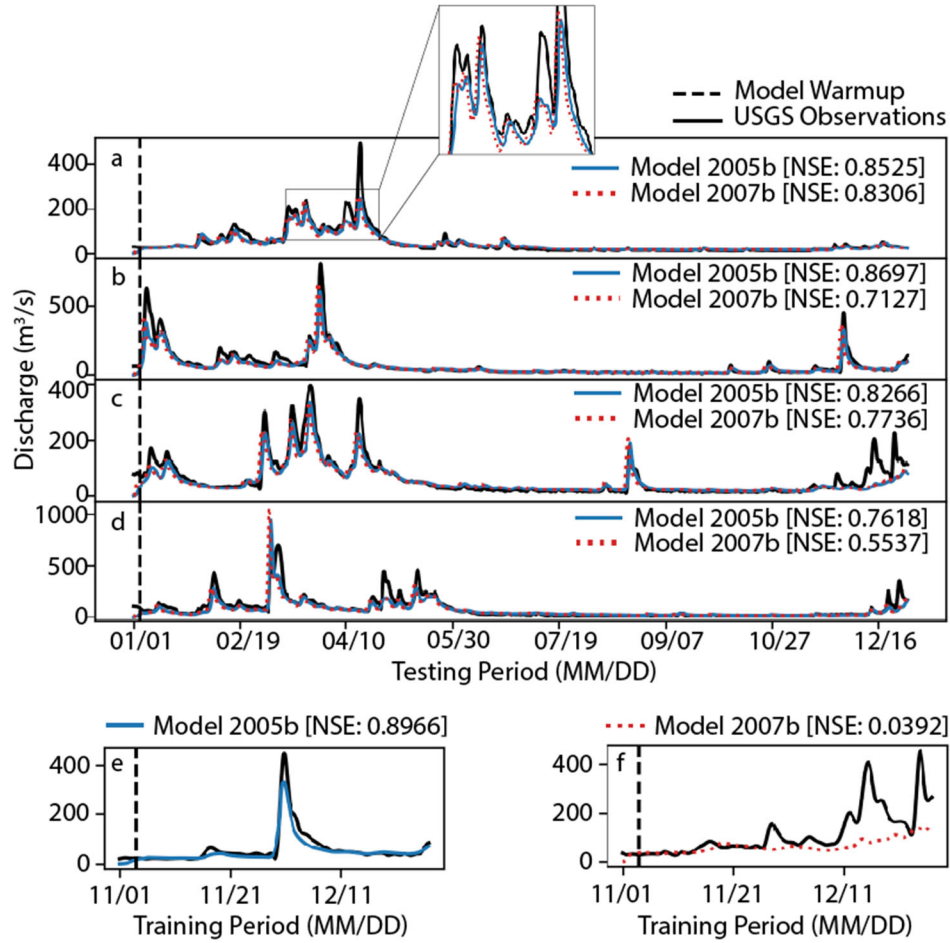 Model Warmup
USGS Observations
a
Model 2005b [NSE: 0.8525]
Model 2007b [NSE: 0.8306]
400
200
0
b
Model 2005b [NSE: 0.8697]
Model 2007b [NSE: 0.7127]
500
0
Discharge (m³/s)
c
Model 2005b [NSE: 0.8266]
Model 2007b [NSE: 0.7736]
400
200
0
d
Model 2005b [NSE: 0.7618]
Model 2007b [NSE: 0.5537]
1000
500
0
01/01 02/19 04/10 05/30 07/19 09/07 10/27 12/16
Testing Period (MM/DD)
Model 2005b [NSE: 0.8966]
e
400
200
0
11/01 11/21 12/11
Training Period (MM/DD)
Model 2007b [NSE: 0.0392]
f
400
200
0
11/01 11/21 12/11
Training Period (MM/DD)